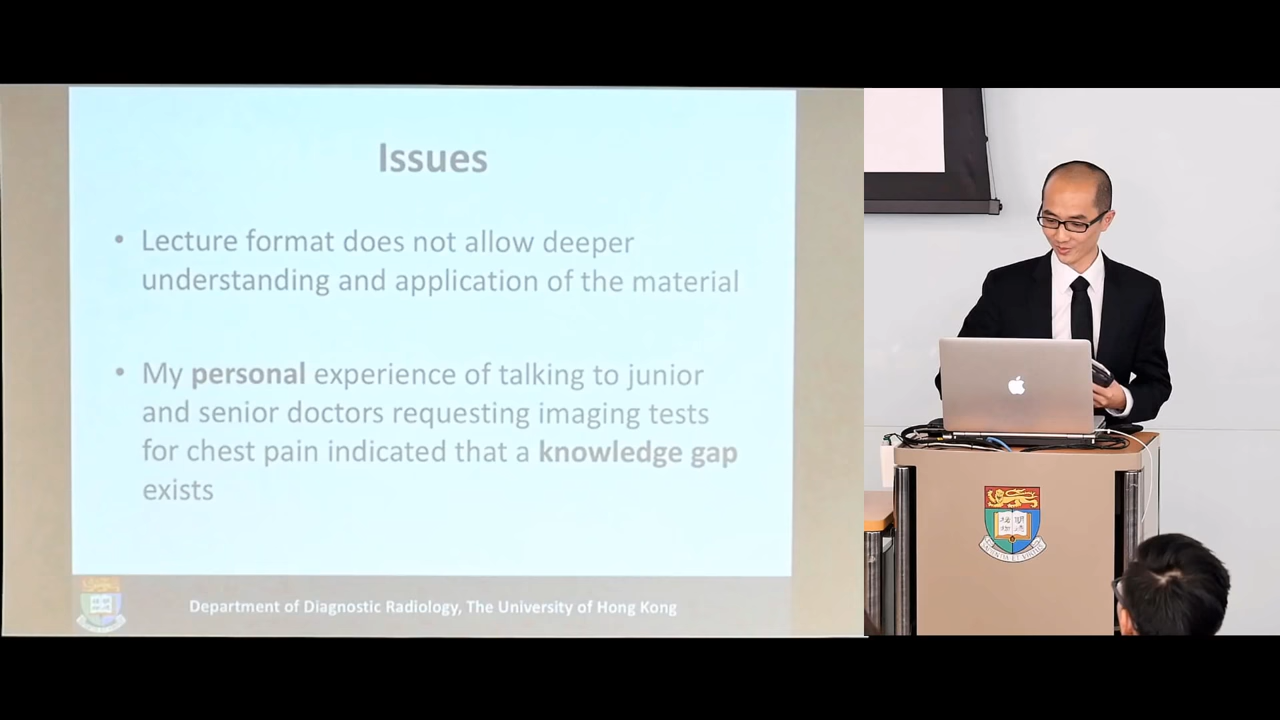 Issues
• Lecture format does not allow deeper
understanding and application of the material
• My personal experience of talking to junior
and senior doctors requesting imaging tests
for chest pain indicated that a knowledge gap
exists
Department of Diagnostic Radiology, The University of Hong Kong